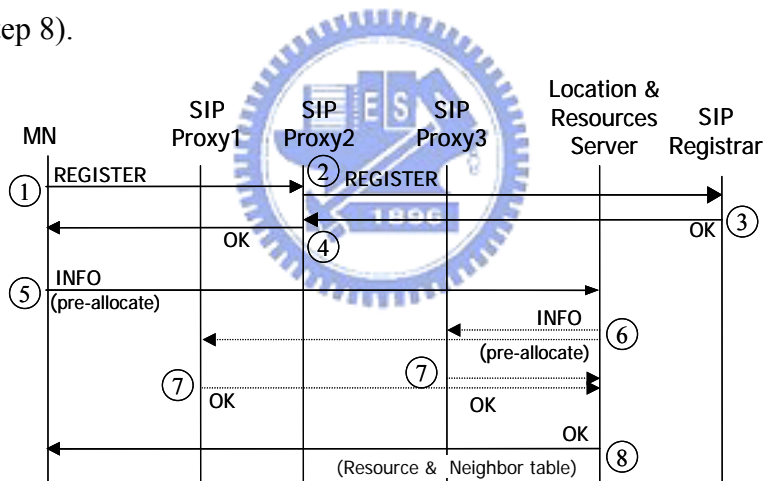 ep 8).
Location &
Resources
Server
SIP
Proxy1
SIP
Proxy2
SIP
Proxy3
SIP
Registrar
MN
ES
1896
1
REGISTER
2
REGISTER
3
OK
4
OK
5
INFO
(pre-allocate)
INFO
6
(pre-allocate)
7
OK
7
OK
OK
8
(Resource & Neighbor table)